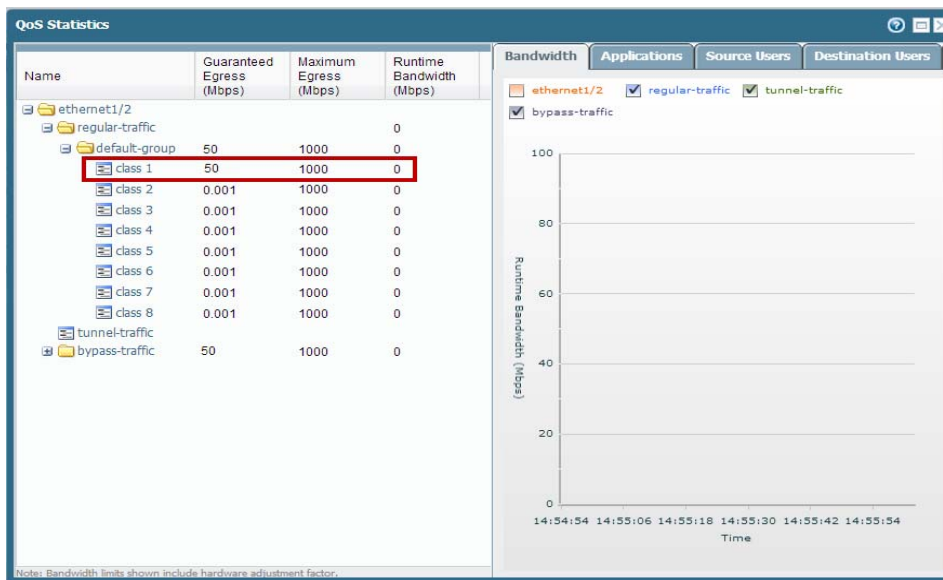 QoS Statistics
Name
Guaranteed
Egress
(Mbps)
Maximum
Egress
(Mbps)
Runtime
Bandwidth
(Mbps)
ethernet1/2
regular-traffic 0
default-group 50 1000 0
class 1 50 1000 0
class 2 0.001 1000 0
class 3 0.001 1000 0
class 4 0.001 1000 0
class 5 0.001 1000 0
class 6 0.001 1000 0
class 7 0.001 1000 0
class 8 0.001 1000 0
tunnel-traffic
bypass-traffic 50 1000 0
Note: Bandwidth limits shown include hardware adjustment factor.
Bandwidth Applications Source Users Destination Users
ethernet1/2 regular-traffic tunnel-traffic
bypass-traffic
Runtime Bandwidth (Mbps)
100
80
60
40
20
0
14:54:54 14:55:06 14:55:18 14:55:30 14:55:42 14:55:54
Time